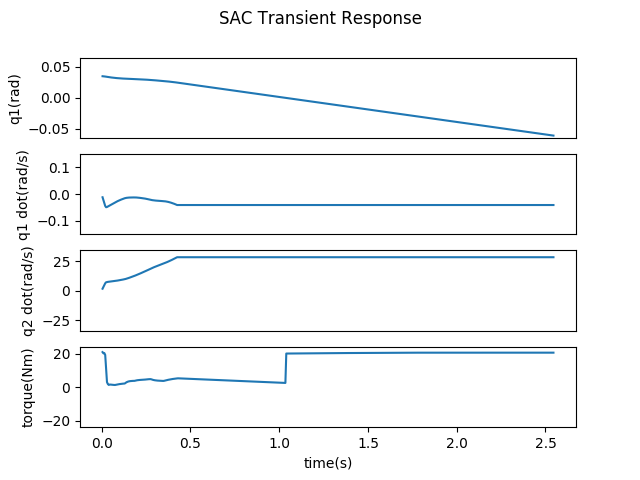 SAC Transient Response
q1(rad)
0.05
0.00
−0.05
q1 dot(rad/s)
0.1
0.0
−0.1
q2 dot(rad/s)
25
0
−25
torque(Nm)
20
0
−20
0.0 0.5 1.0 1.5 2.0 2.5
time(s)